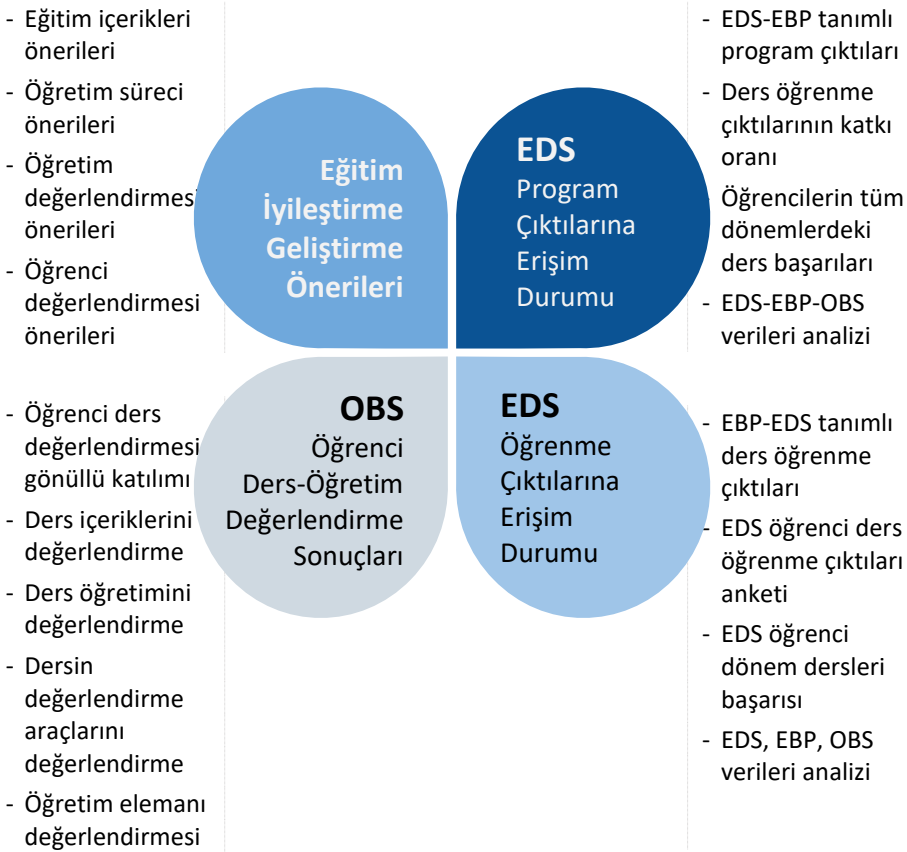 - Eğitim içerikleri
önerileri
- Öğretim süreci
önerileri
- Öğretim
değerlendirmesi
önerileri
- Öğrenci
değerlendirmesi
önerileri
Eğitim
İyileştirme
Geliştirme
Önerileri
EDS
Program
Çıktılarına
Erişim
Durumu
- EDS-EBP tanımlı
program çıktıları
- Ders öğrenme
çıktılarının katkı
oranı
Öğrencilerin tüm
dönemlerdeki
ders başarıları
- EDS-EBP-OBS
verileri analizi
- Öğrenci ders
değerlendirmesi
gönüllü katılımı
- Ders içeriklerini
değerlendirme
- Ders öğretimini
değerlendirme
- Dersin
değerlendirme
araçlarını
değerlendirme
- Öğretim elemanı
değerlendirmesi
OBS
Öğrenci
Ders-Öğretim
Değerlendirme
Sonuçları
EDS
Öğrenme
Çıktılarına
Erişim
Durumu
- EBP-EDS tanımlı
ders öğrenme
çıktıları
- EDS öğrenci ders
öğrenme çıktıları
anketi
- EDS öğrenci
dönem dersleri
başarısı
- EDS, EBP, OBS
verileri analizi